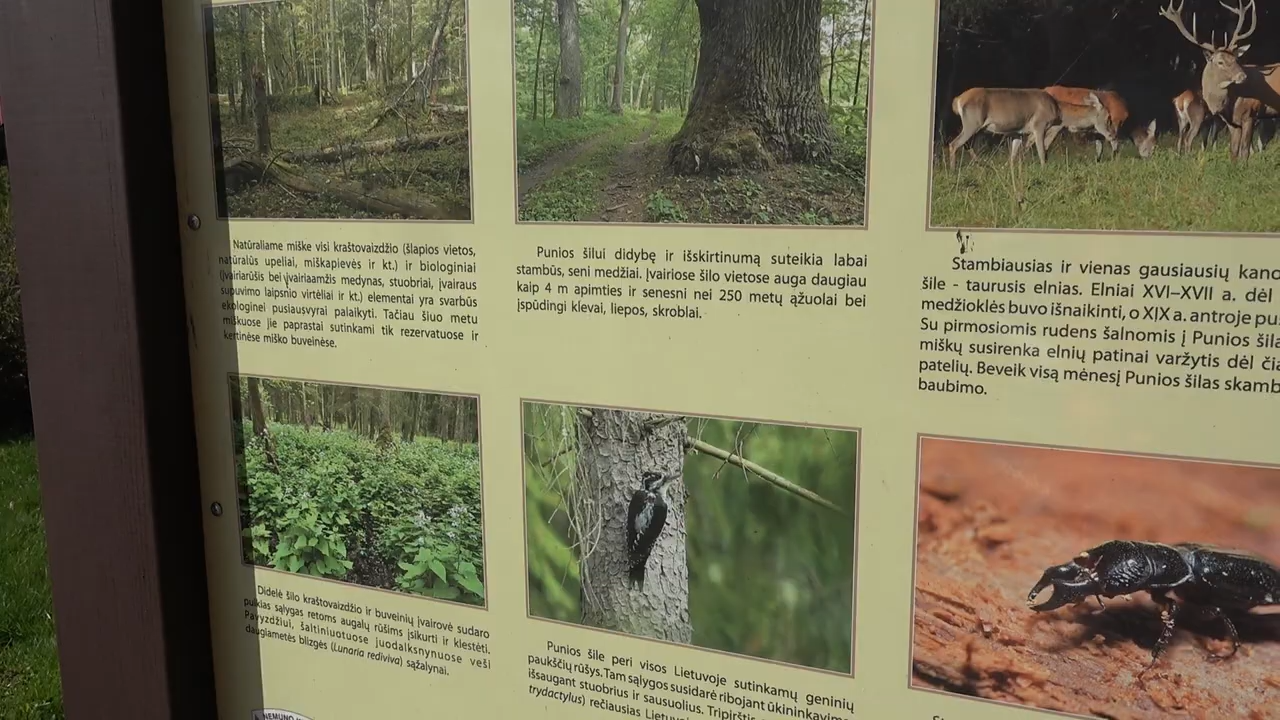 Natūraliame miške visi kraštovaizdžio (šlapios vietos,
natūralūs upeliai, miškapievės ir kt.) ir biologiniai
(įvairiarūšis bei įvairiaamžis medynas, stuobriai, įvairaus
supuvimo laipsnio virtėliai ir kt.) elementai yra svarbūs
ekologinei pusiausvyrai palaikyti. Tačiau šiuo metu
miškuose jie paprastai sutinkami tik rezervatuose ir
kertinėse miško buveinėse.
Punios šilui didybę ir išskirtinumą suteikia labai
stambūs, seni medžiai. Įvairiose šilo vietose auga daugiau
kaip 4 m apimties ir senesni nei 250 metų ąžuolai bei
įspūdingi klevai, liepos, skroblai.
Stambiausias ir vienas gausiausių
šile - taurusis elnias. Elniai XVI–XVII a. dėl
medžioklės buvo išnaikinti, o XIX a. antroje
Su pirmosiomis rudens šalnomis į Punios
miškų susirenka elnių patinai varžytis dėl
patelių. Beveik visą mėnesį Punios šilas
baubimo.
Didelė šilo kraštovaizdžio ir buveinių įvairovė sudaro
puikias sąlygas retoms augalų rūšims įsikurti ir klestėti.
Pavyzdžiui, šaltiniuotuose juodalksnynuose veši
daugiametės blizgės (Lunaria rediviva) sąžalynai.
Punios šile peri visos Lietuvoje sutinkamų geninių
paukščių rūšys. Tam sąlygos susidarė ribojant
išsaugant stuobrius ir sausuolius.
trydactylus) rečiausias
NEMUNO